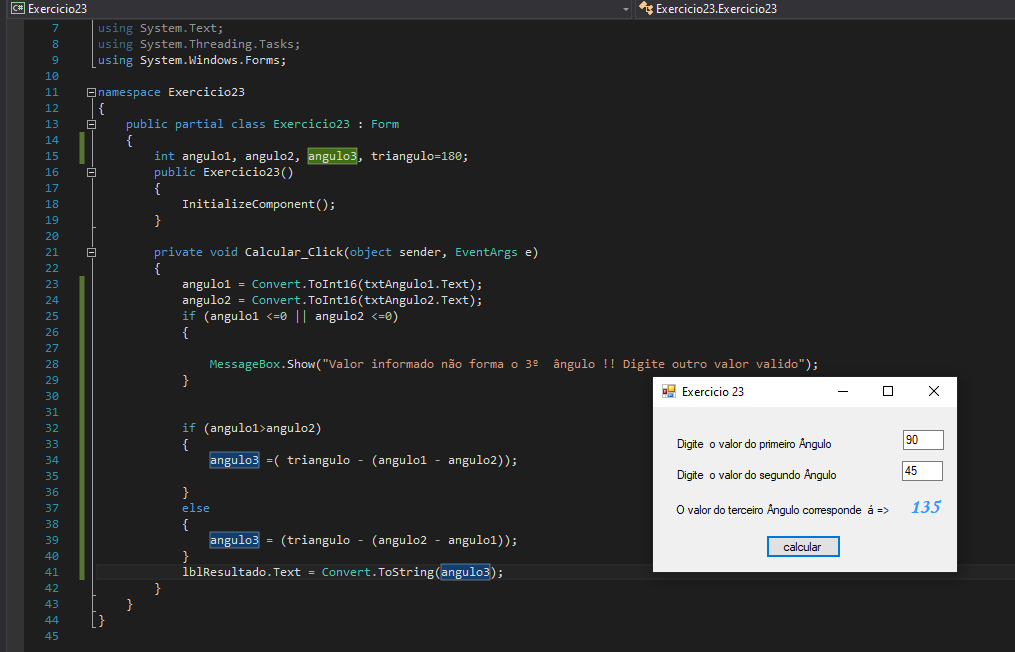 C# Exercicio23 Exercicio23.Exercicio23
7 using System.Text;
8 using System.Threading.Tasks;
9 using System.Windows.Forms;
10
11 namespace Exercicio23
12 {
13 public partial class Exercicio23 : Form
14 {
15 int angulo1, angulo2, angulo3, triangulo=180;
16 public Exercicio23()
17 {
18 InitializeComponent();
19 }
20
21 private void Calcular_Click(object sender, EventArgs e)
22 {
23 angulo1 = Convert.ToInt16(txtAngulo1.Text);
24 angulo2 = Convert.ToInt16(txtAngulo2.Text);
25 if (angulo1 <=0 || angulo2 <=0)
26 {
27
28 MessageBox.Show("Valor informado não forma o 3º  ângulo !! Digite outro valor valido");
29 }
30
31
32 if (angulo1>angulo2)
33 {
34 angulo3 =( triangulo - (angulo1 - angulo2));
35
36 }
37 else
38 {
39 angulo3 = (triangulo - (angulo2 - angulo1));
40 }
41 lblResultado.Text = Convert.ToString(angulo3);
42 }
43 }
44 }
45
Exercicio 23
Digite  o valor do primeiro Ângulo 90
Digite  o valor do segundo Ângulo 45
O valor do terceiro Ângulo corresponde  á => 135
calcular